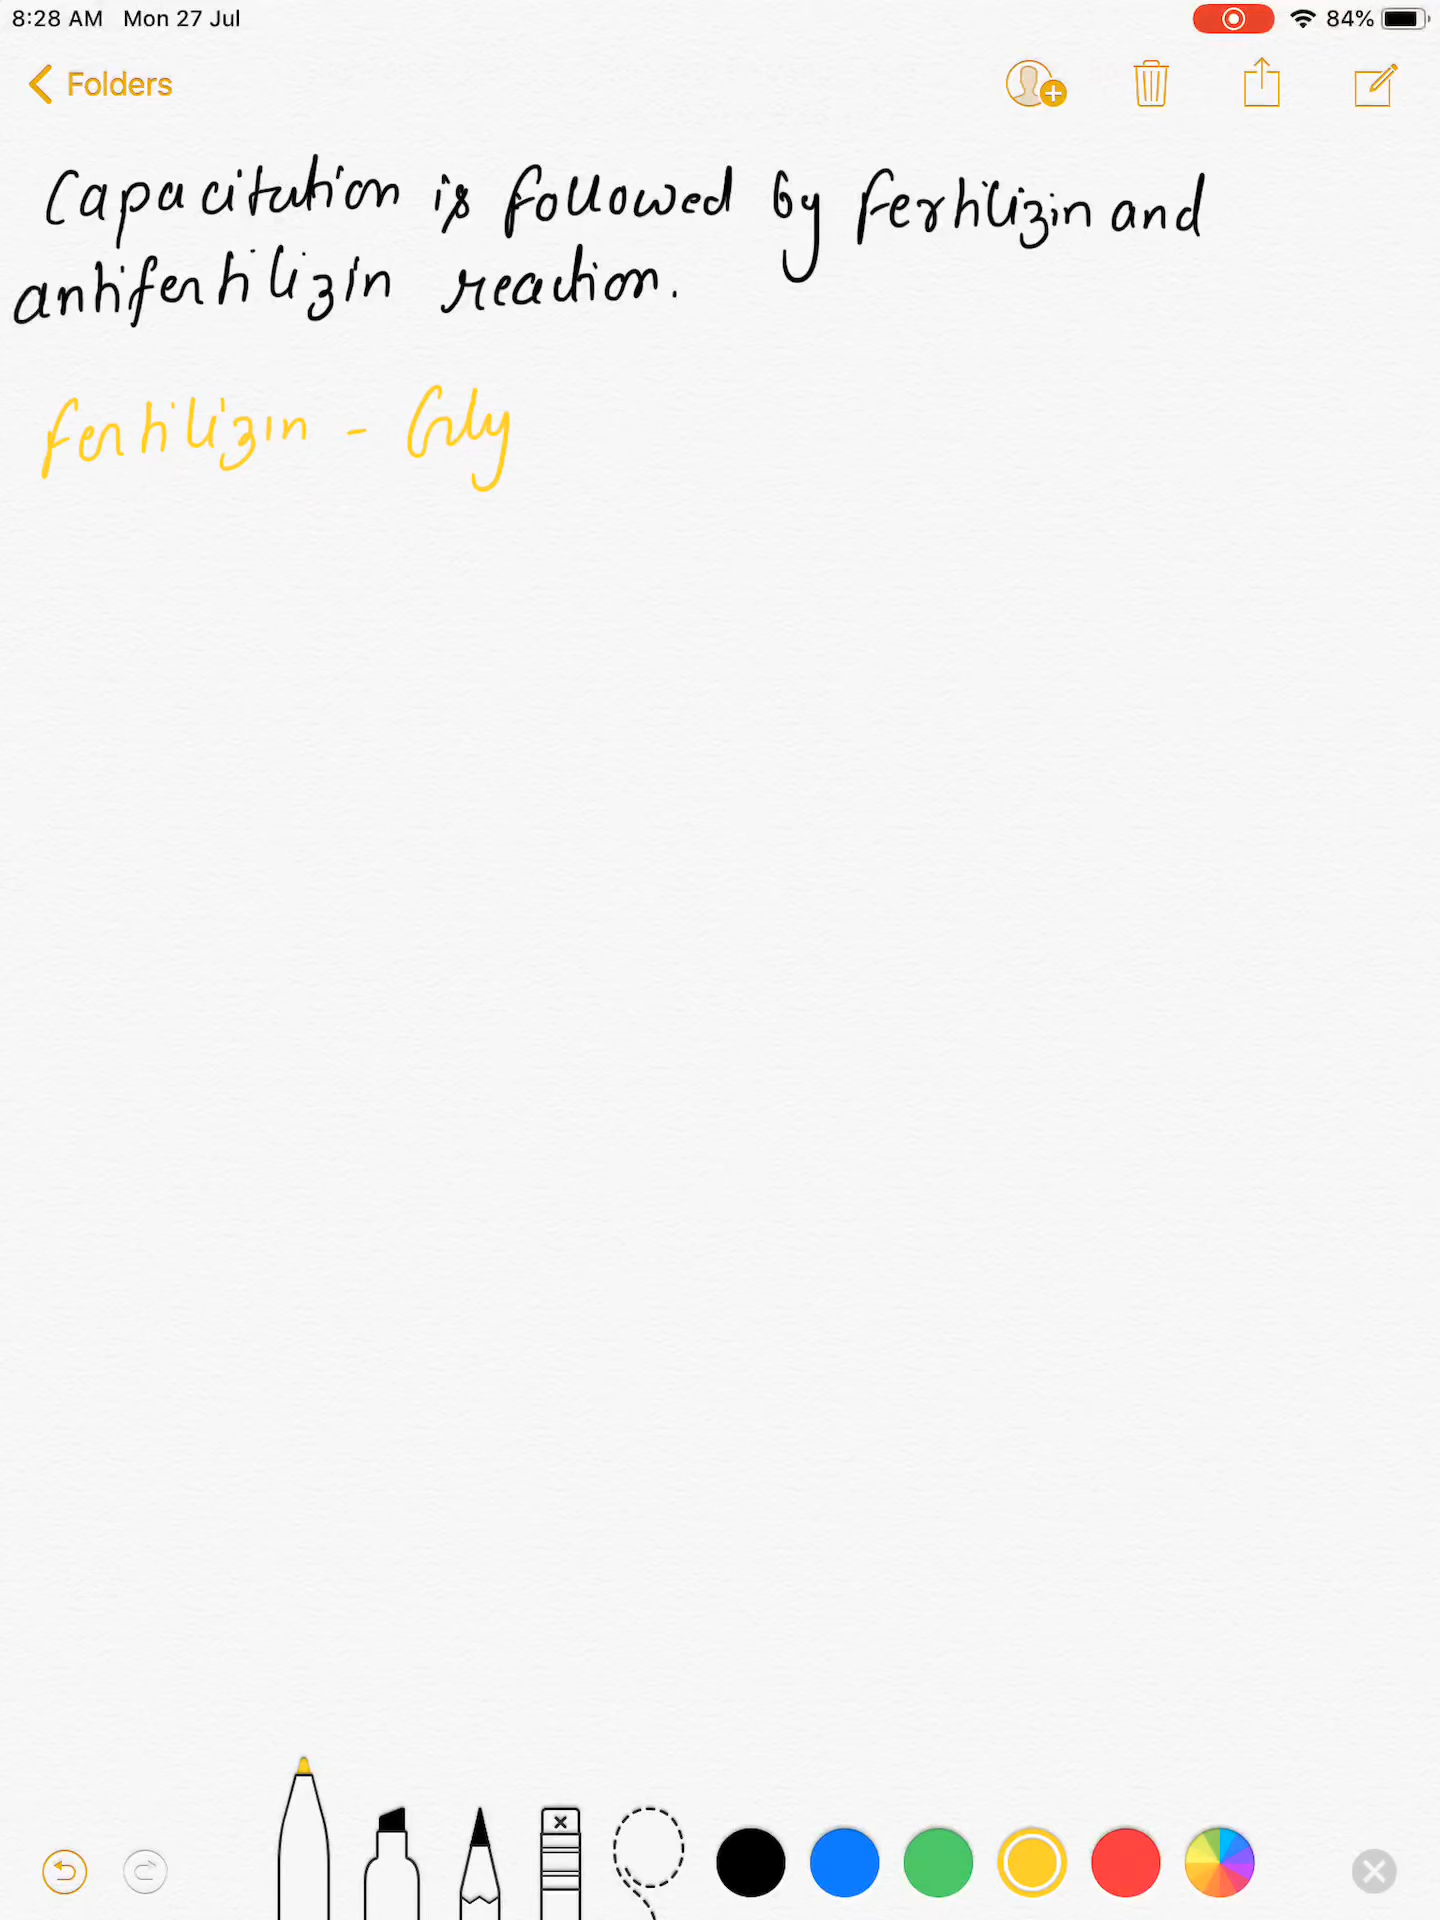 8:28 AM Mon 27 Jul 84%
Folders
Capacitation is followed by fertilizin and
antifertilizin reaction.
fertilizin - Gly